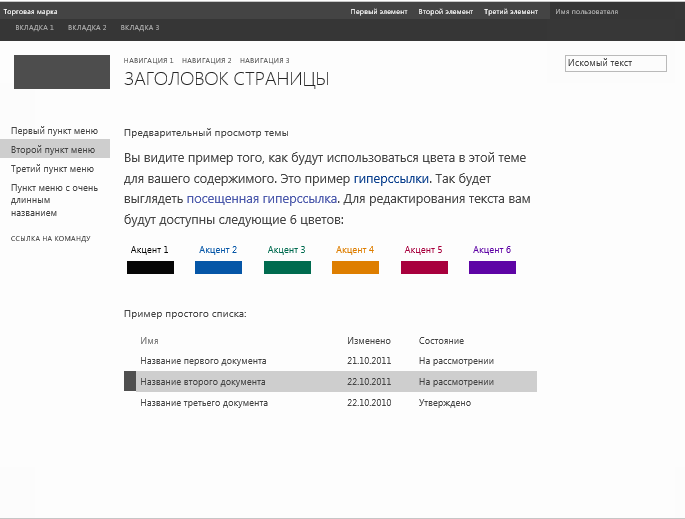 Торговая марка Первый элемент Второй элемент Третий элемент Имя пользователя
ВКЛАДКА 1 ВКЛАДКА 2 ВКЛАДКА 3
НАВИГАЦИЯ 1 НАВИГАЦИЯ 2 НАВИГАЦИЯ 3
ЗАГОЛОВОК СТРАНИЦЫ
Искомый текст
Первый пункт меню
Второй пункт меню
Третий пункт меню
Пункт меню с очень
длинным
названием
ССЫЛКА НА КОМАНДУ
Предварительный просмотр темы
Вы видите пример того, как будут использоваться цвета в этой теме
для вашего содержимого. Это пример гиперссылки. Так будет
выглядеть посещенная гиперссылка. Для редактирования текста вам
будут доступны следующие 6 цветов:
Акцент 1 Акцент 2 Акцент 3 Акцент 4 Акцент 5 Акцент 6
Пример простого списка:
Имя Изменено Состояние
Название первого документа 21.10.2011 На рассмотрении
Название второго документа 22.10.2011 На рассмотрении
Название третьего документа 22.10.2010 Утверждено